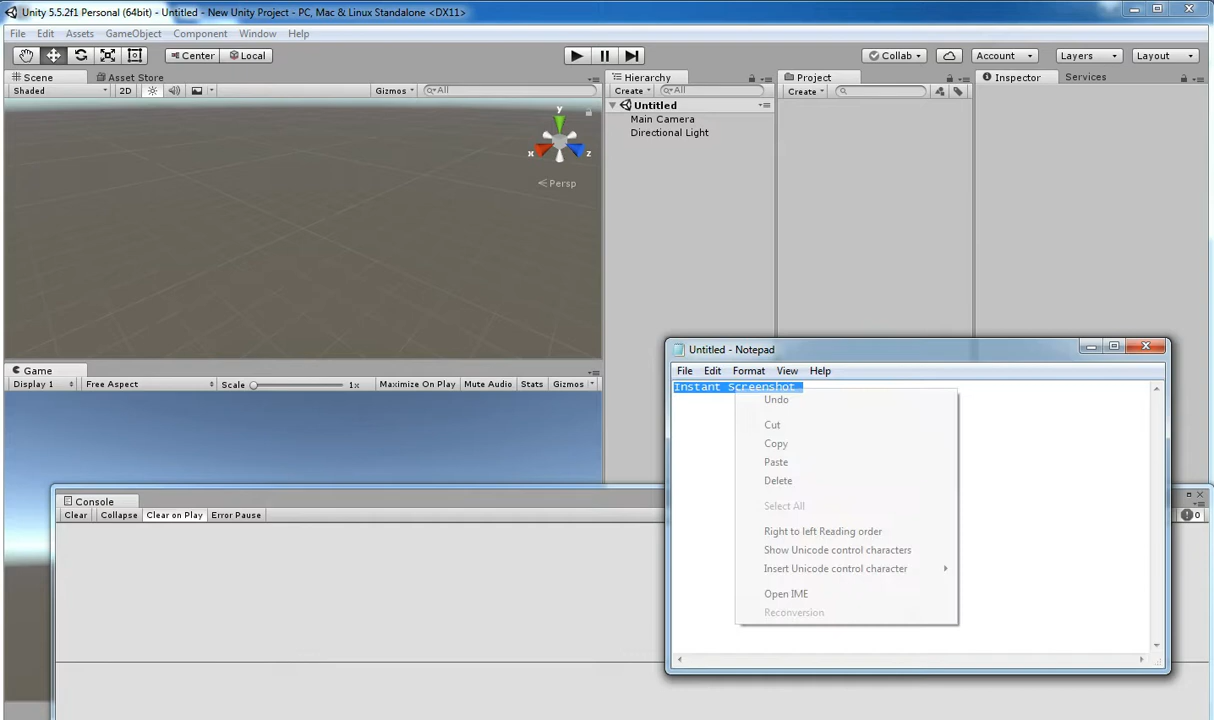 Unity 5.5.2f1 Personal (64bit) - Untitled - New Unity Project - PC, Mac & Linux Standalone <DX11>
File Edit Assets GameObject Component Window Help
Center Local Collab Account Layers Layout
Scene Asset Store Hierarchy Project Inspector Services
Shaded 2D Gizmos All Create All Create
Untitled
Main Camera
Directional Light
y
x z
Persp
Game
Display 1 Free Aspect Scale 1x Maximize On Play Mute Audio Stats Gizmos
Untitled - Notepad
File Edit Format View Help
Instant Screenshot
Undo
Cut
Copy
Paste
Delete
Select All
Right to left Reading order
Show Unicode control characters
Insert Unicode control character
Open IME
Reconversion
Console
Clear Collapse Clear on Play Error Pause 0